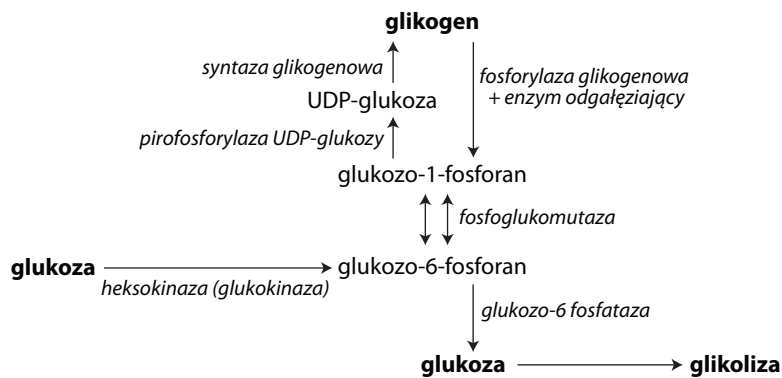 glikogen
syntaza glikogenowa
fosforylaza glikogenowa
+ enzym odgałęziający
UDP-glukoza
pirofosforylaza UDP-glukozy
glukozo-1-fosforan
fosfoglukomutaza
glukoza
glukozo-6-fosforan
heksokinaza (glukokinaza)
glukozo-6 fosfataza
glukoza
glikoliza